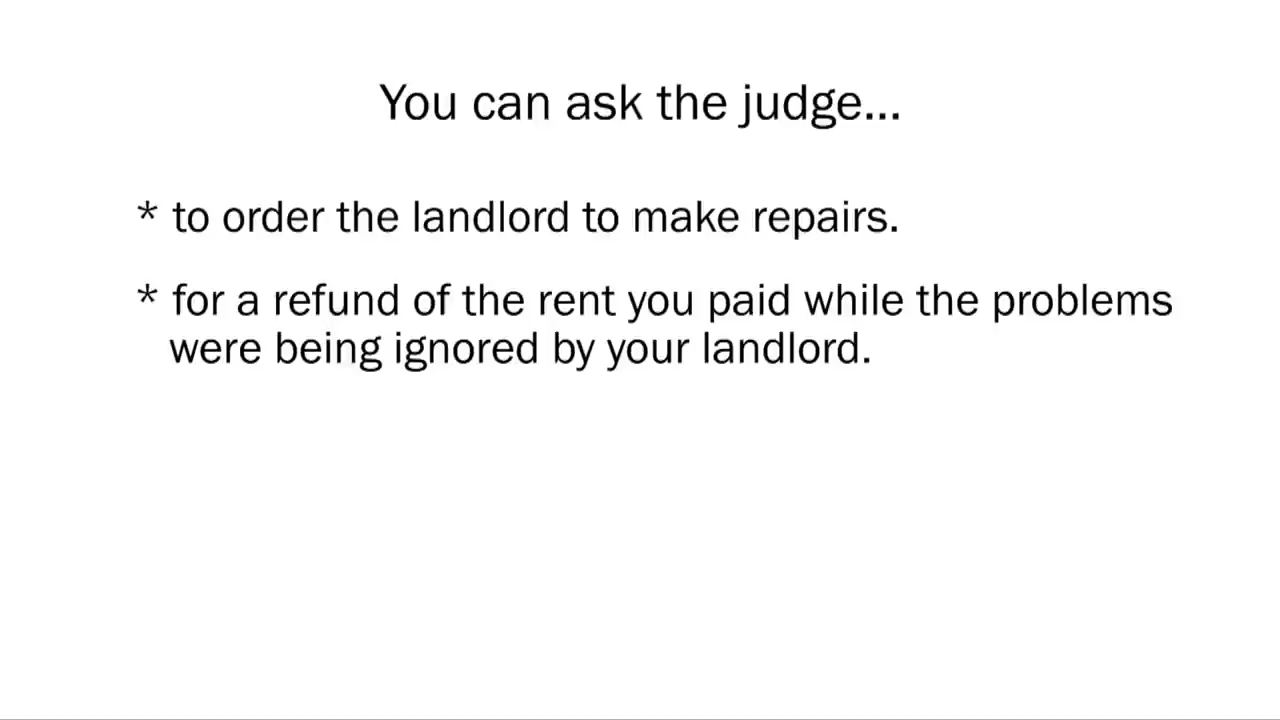 You can ask the judge...
* to order the landlord to make repairs.
* for a refund of the rent you paid while the problems
were being ignored by your landlord.